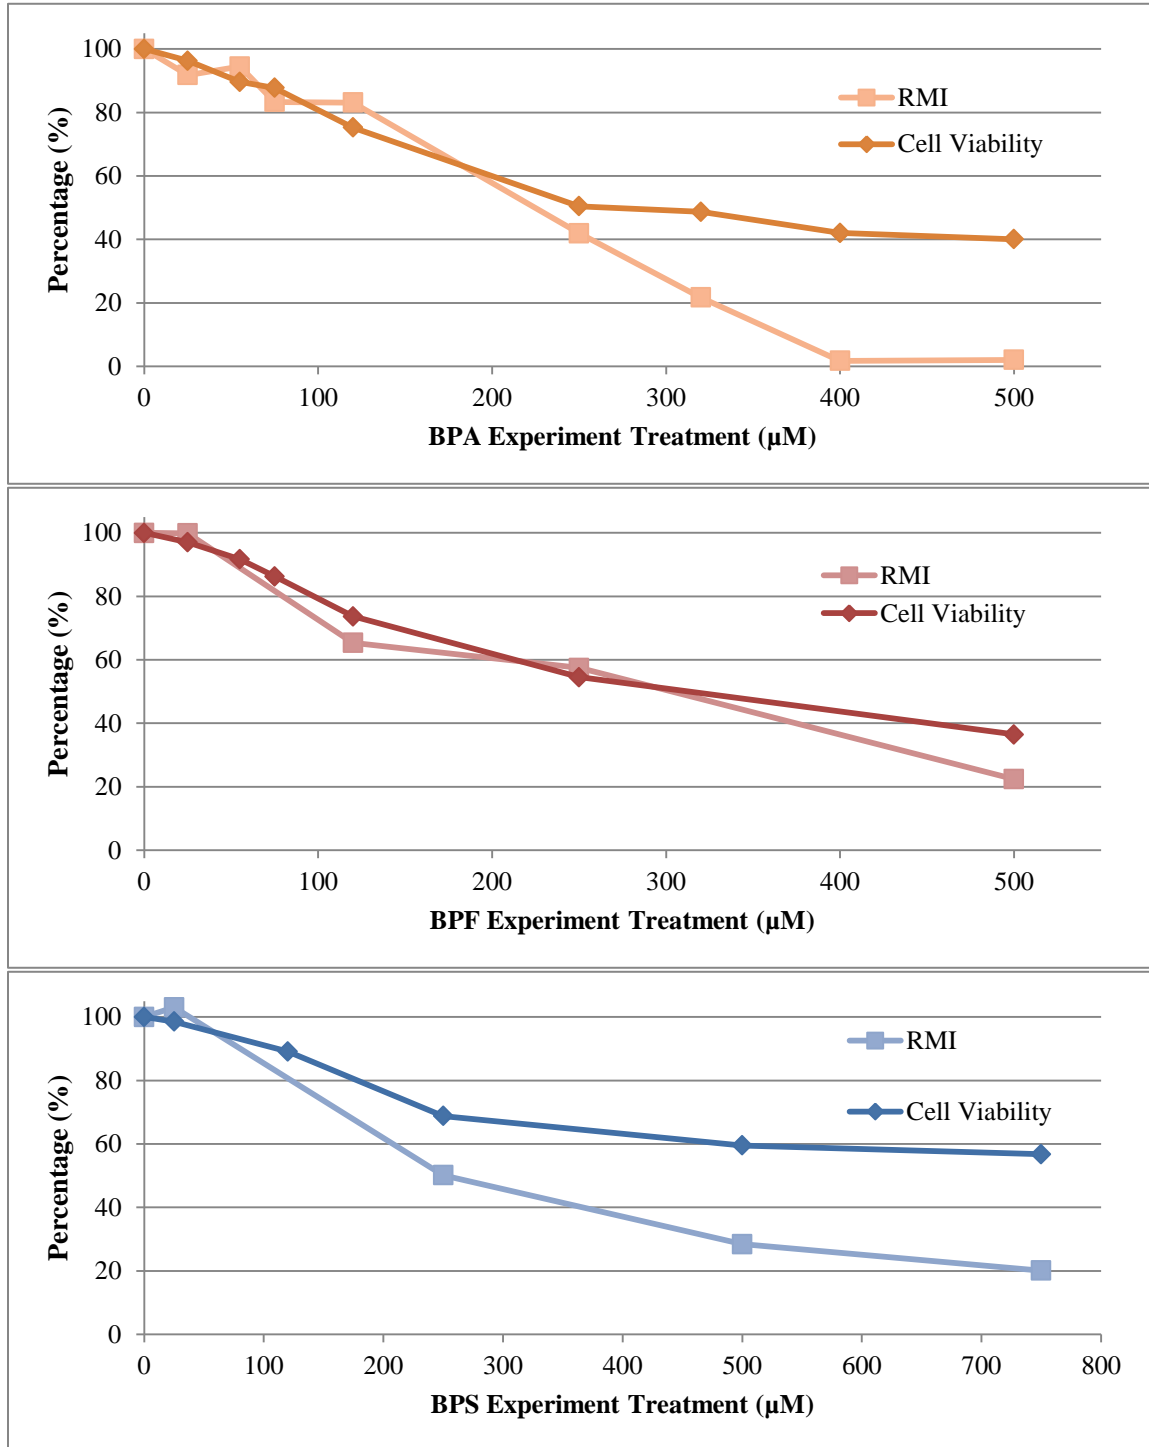 100
80
60
40
20
0
Percentage (%)
RMI
Cell Viability
0 100 200 300 400 500
BPA Experiment Treatment (µM)
100
80
60
40
20
0
Percentage (%)
RMI
Cell Viability
0 100 200 300 400 500
BPF Experiment Treatment (µM)
100
80
60
40
20
0
Percentage (%)
RMI
Cell Viability
0 100 200 300 400 500 600 700 800
BPS Experiment Treatment (µM)